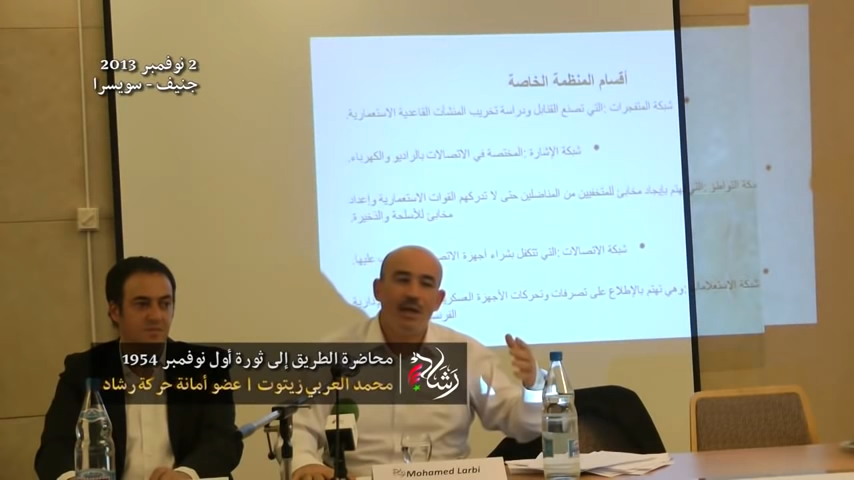 2 نوفمبر 2013
جنيف - سويسرا
أقسام المنظمة الخاصة
شبكة المتفجرات :التي تصنع القنابل ودراسة تخريب المنشآت القاعدية الاستعمارية.
شبكة الإشارة :المختصة في الاتصالات بالراديو والكهرباء.
شبكة التواطؤ :التي تهتم بإيجاد مخابئ للمتخفيين من المناضلين حتى لا تدركهم القوات الاستعمارية وإعداد
مخابئ للأسلحة والذخيرة.
شبكة الاتصالات :التي تتكفل بشراء أجهزة عليها.
شبكة الاستعلامات :وهي تهتم بالإطلاع على تصرفات وتحركات الأجهزة
محاضرة الطريق إلى ثورة أول نوفمبر 1954
محمد العربي زيتوت | عضو أمانة حركة رشاد
رشاد
Mohamed Larbi